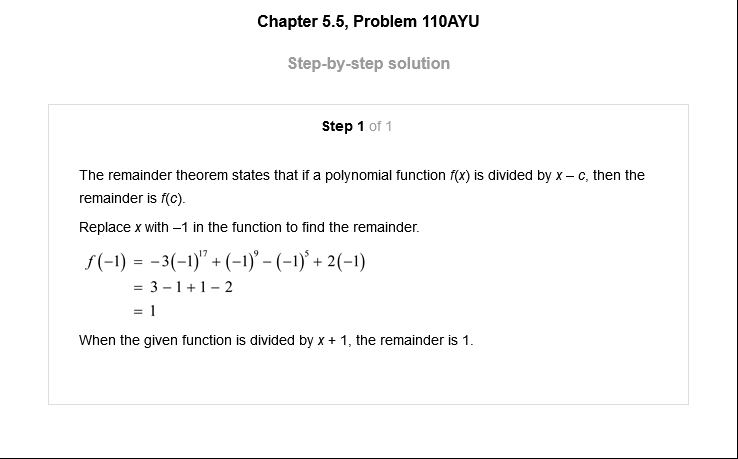 Chapter 5.5, Problem 110AYU
Step-by-step solution
Step 1 of 1
The remainder theorem states that if a polynomial function f(x) is divided by x – c, then the
remainder is f(c).
Replace x with –1 in the function to find the remainder.
f(−1) = −3(−1)¹⁷ + (−1)⁹ − (−1)⁵ + 2(−1)
= 3 − 1 + 1 − 2
= 1
When the given function is divided by x + 1, the remainder is 1.